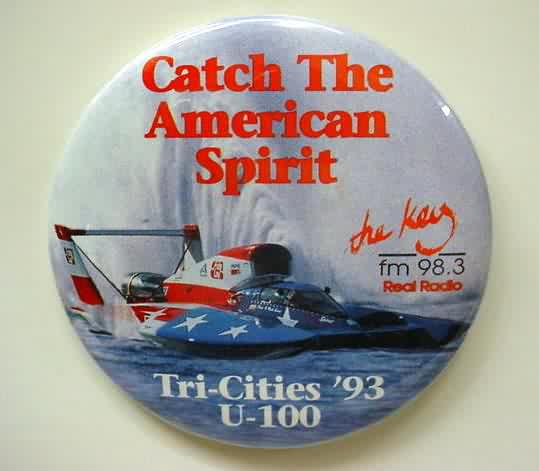 Catch The
American
Spirit
the key
fm 98.3
Real Radio
Tri-Cities '93
U-100